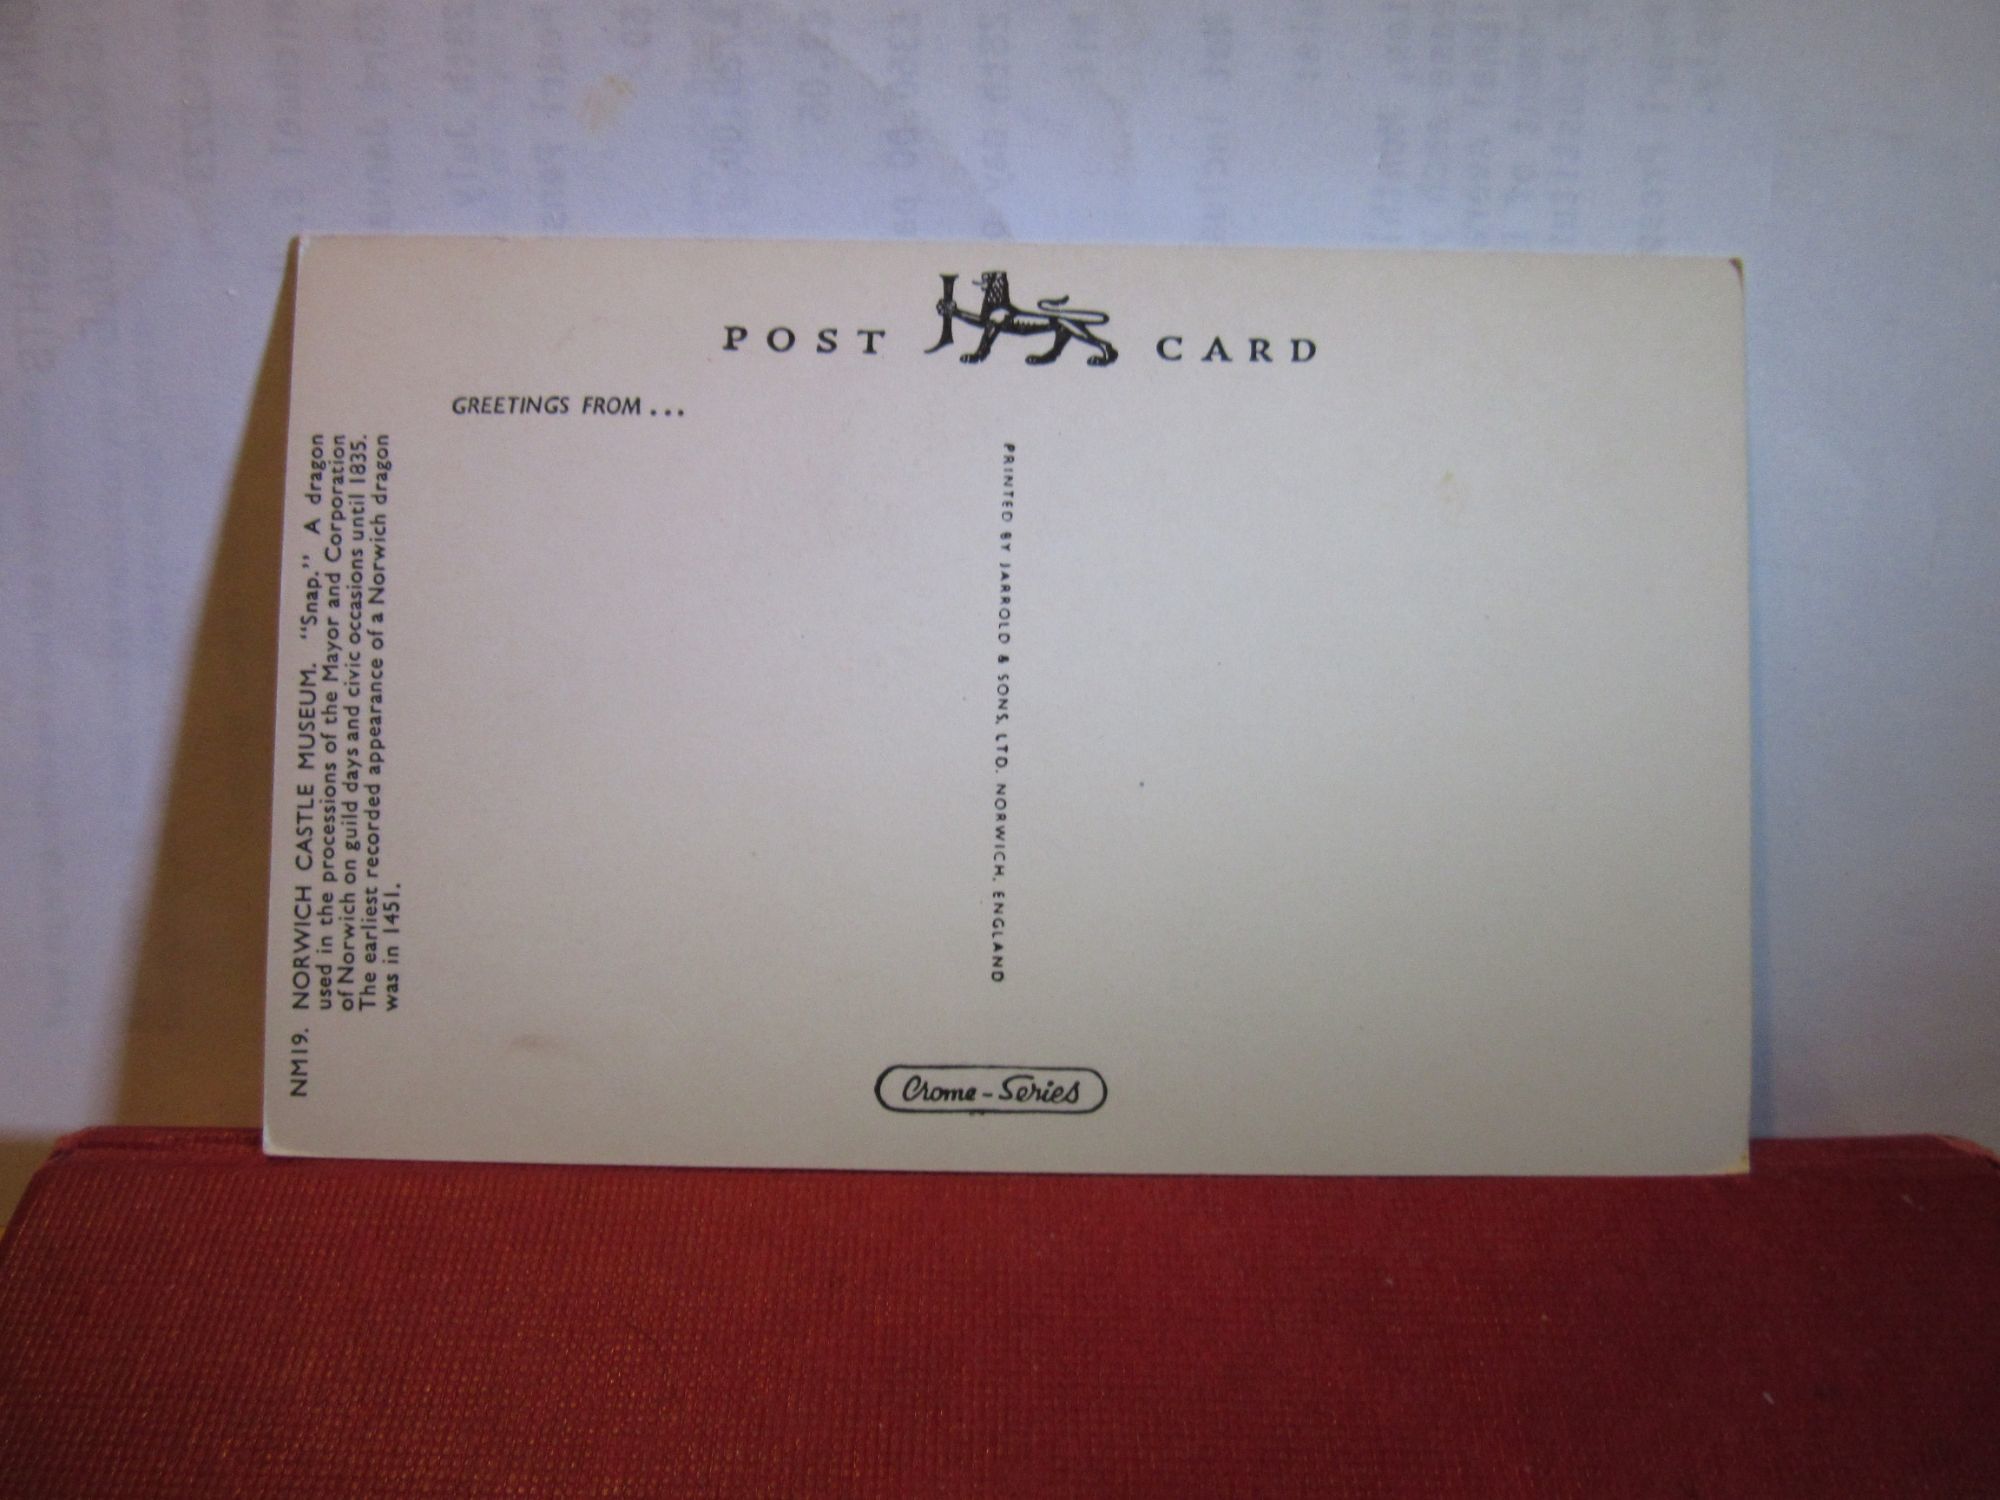 POST J CARD
GREETINGS FROM ...
NM19. NORWICH CASTLE MUSEUM. "Snap." A dragon
used in the processions of the Mayor and Corporation
of Norwich on guild days and civic occasions until 1835.
The earliest recorded appearance of a Norwich dragon
was in 1451.
PRINTED BY JARROLD & SONS, LTD. NORWICH, ENGLAND
Crome-Series